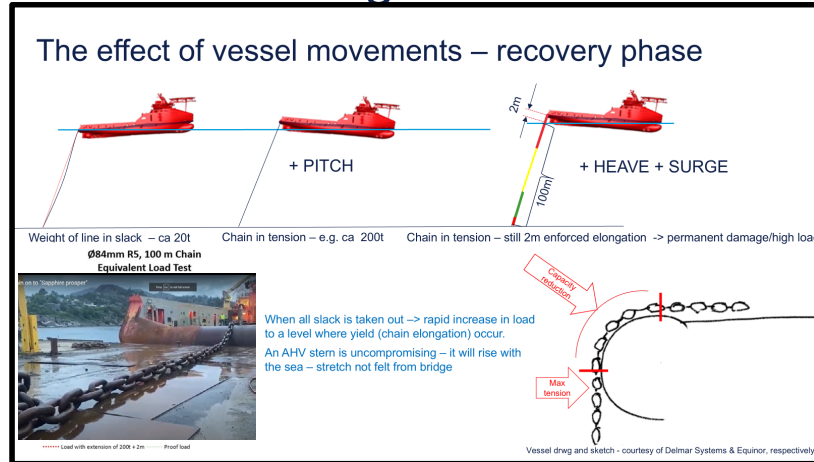 The effect of vessel movements – recovery phase
2m
+ PITCH
+ HEAVE + SURGE
100m
Weight of line in slack – ca 20t
Chain in tension – e.g. ca 200t
Chain in tension – still 2m enforced elongation -> permanent damage/high loa
Ø84mm R5, 100 m Chain
Equivalent Load Test
on to "Sapphire prosper"
When all slack is taken out –> rapid increase in load
to a level where yield (chain elongation) occur.
An AHV stern is uncompromising – it will rise with
the sea – stretch not felt from bridge
Capacity
reduction
Max
tension
Load with extension of 200t + 2m
Proof load
Vessel drwg and sketch - courtesy of Delmar Systems & Equinor, respectively